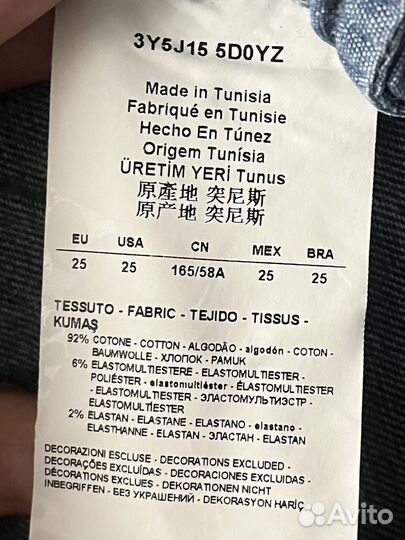 3Y5J15 5D0YZ
Made in Tunisia
Fabriqué en Tunisie
Hecho En Túnez
Origem Tunísia
ÜRETİM YERİ Tunus
原產地 突尼斯
原产地 突尼斯
EU USA CN MEX BRA
25 25 165/58A 25 25
TESSUTO - FABRIC - TEJIDO - TISSUS -
KUMAŞ
92% COTONE - COTTON - ALGODÃO - algodón - COTON -
BAUMWOLLE - ХЛОПОК - PAMUK
6% ELASTOMULTIESTERE - ELASTOMULTIESTER -
POLIÉSTER - elastomultiéster - ÉLASTOMULTIESTER
- ELASTOMULTIESTER - ЭЛАСТОМУЛЬТИЭСТР -
ELASTOMULTIESTER
2% ELASTAN - ELASTANE - ELASTANO - elastano -
ELASTHANNE - ELASTAN - ЭЛАСТАН - ELASTAN
DECORAZIONI ESCLUSE - DECORATIONS EXCLUDED -
DECORAÇÕES EXCLUÍDAS - DECORACIONES EXCLUIDAS -
DÉCORATIONS EXCLUES - DEKORATIONEN NICHT
INBEGRIFFEN - БЕЗ УКРАШЕНИЙ - DEKORASYON HARİÇ
Avito